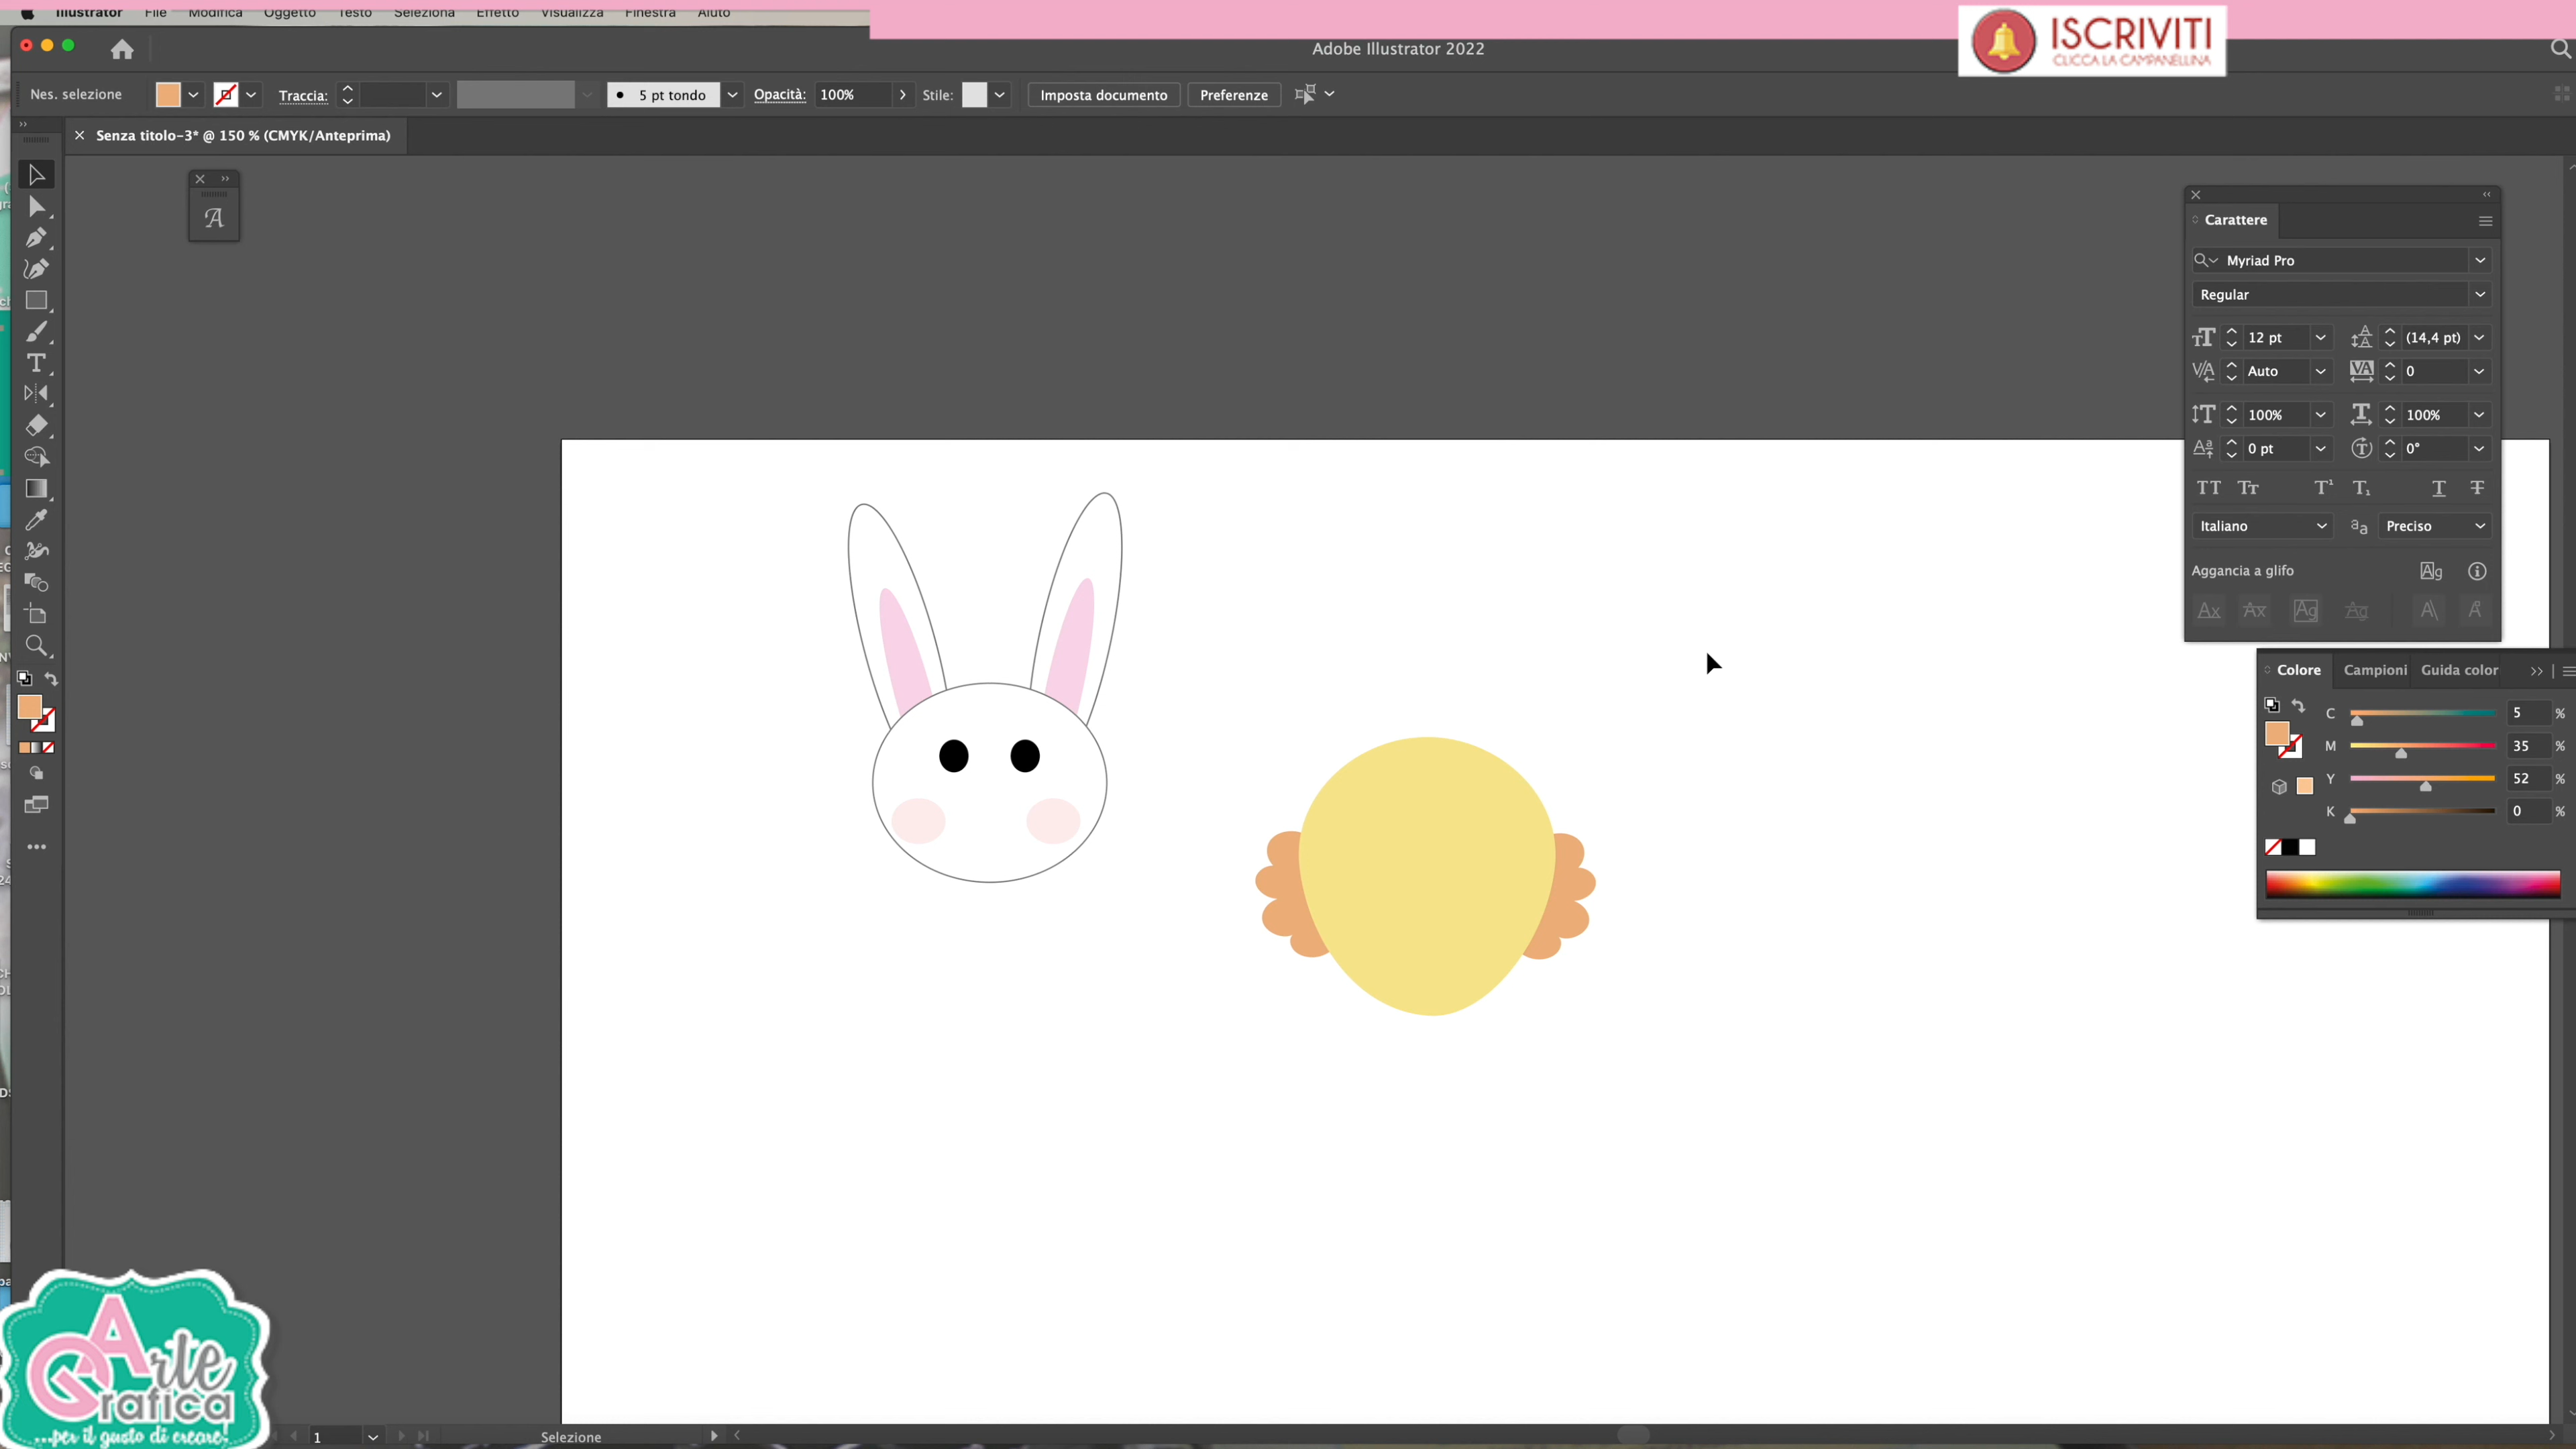 Illustrator File Modifica Oggetto Testo Seleziona Effetto Visualizza Finestra Aiuto
ISCRIVITI
CLICCA LA CAMPANELLINA
Adobe Illustrator 2022
Nes. selezione Traccia: 5 pt tondo Opacità: 100% Stile: Imposta documento Preferenze
Senza titolo-3* @ 150 % (CMYK/Anteprima)
Carattere
Myriad Pro
Regular
12 pt (14,4 pt)
Auto 0
100% 100%
0 pt 0°
Italiano Preciso
Aggancia a glifo
Colore Campioni Guida color
C 5 %
M 35 %
Y 52 %
K 0 %
Arte
Grafica
...per il gusto di creare!
1 Selezione